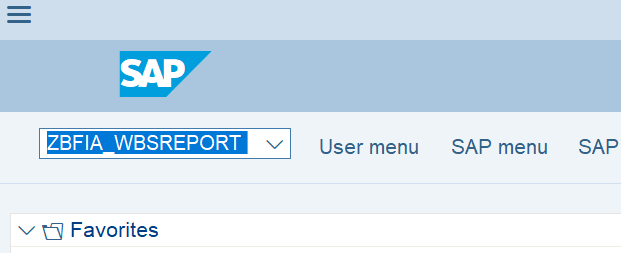 SAP
ZBFIA_WBSREPORT User menu SAP menu SAP
Favorites